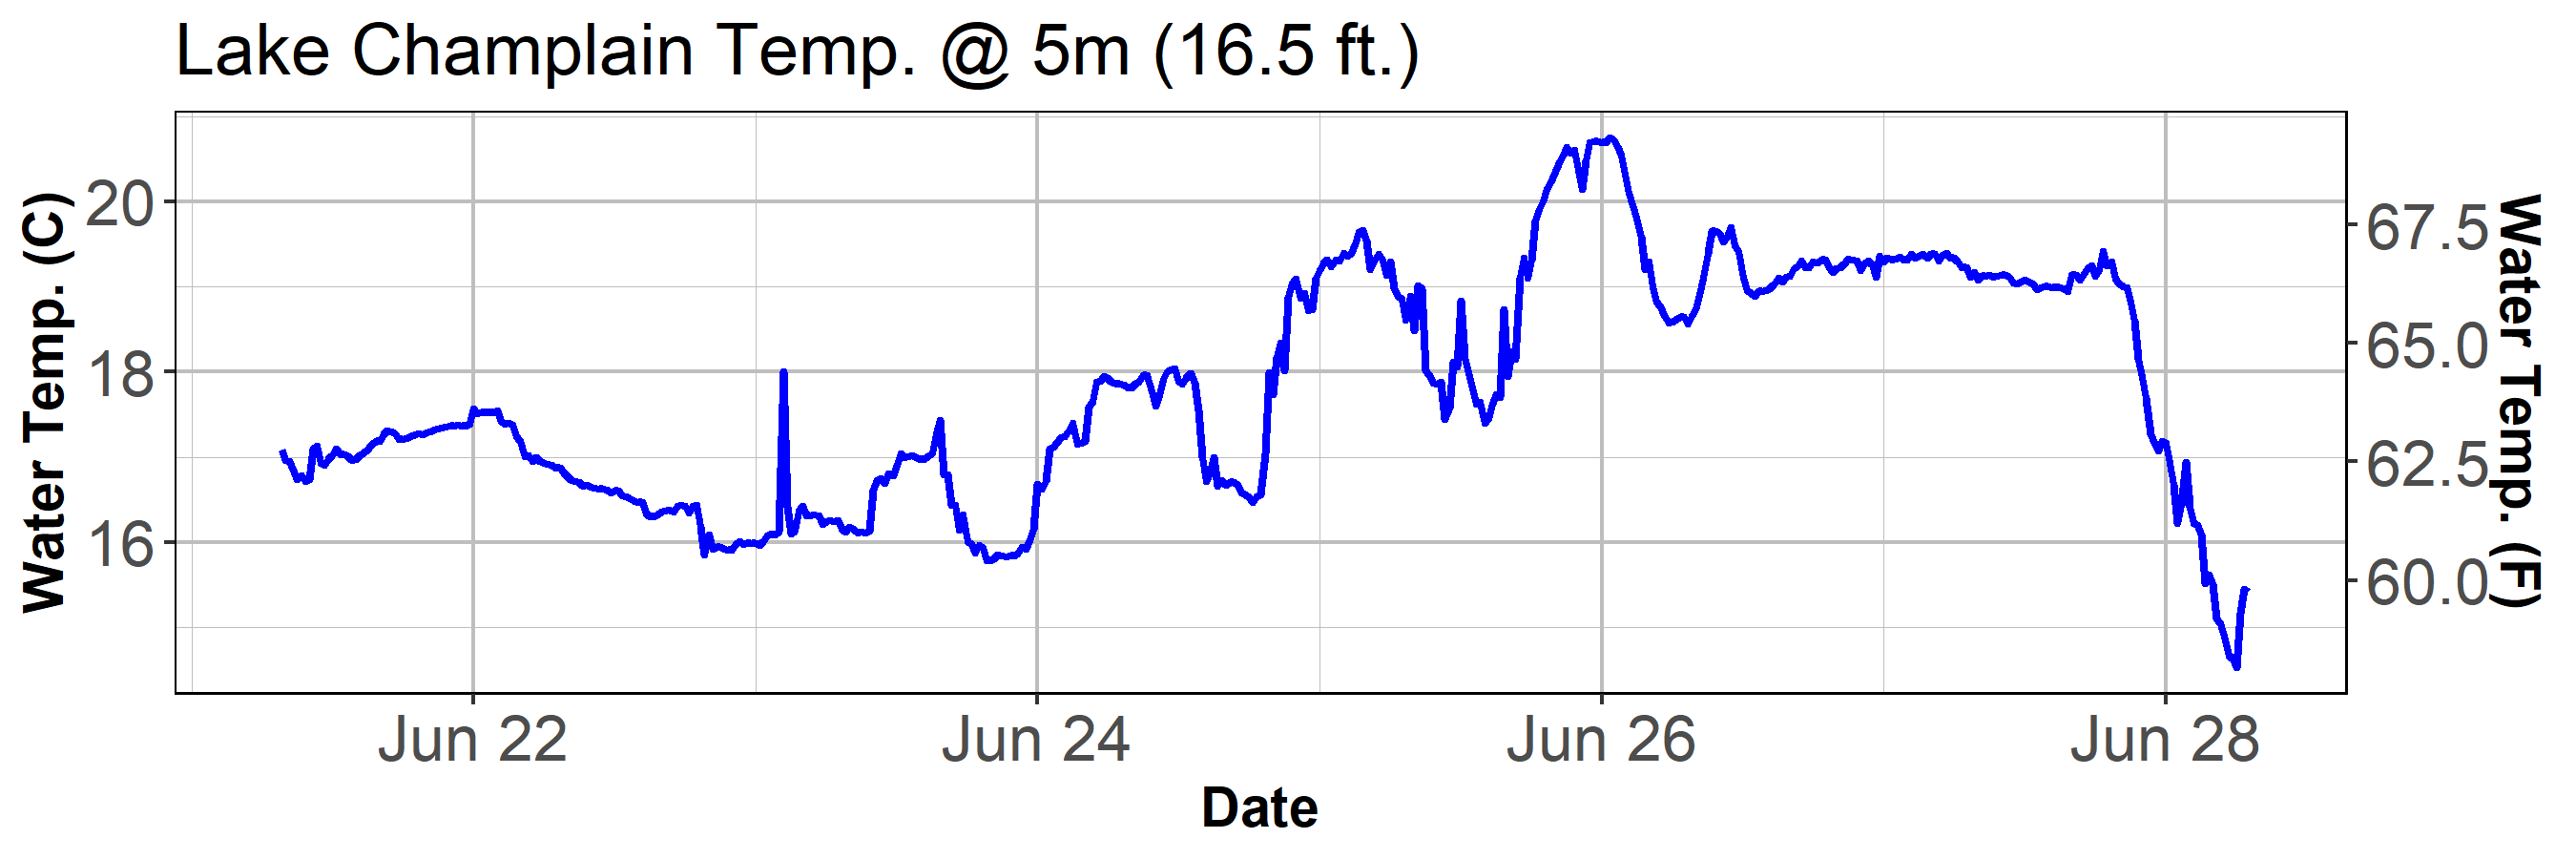 Lake Champlain Temp. @ 5m (16.5 ft.)
Water Temp. (C)
20
18
16
67.5
65.0
62.5
60.0
Water Temp. (F)
Jun 22
Jun 24
Jun 26
Jun 28
Date